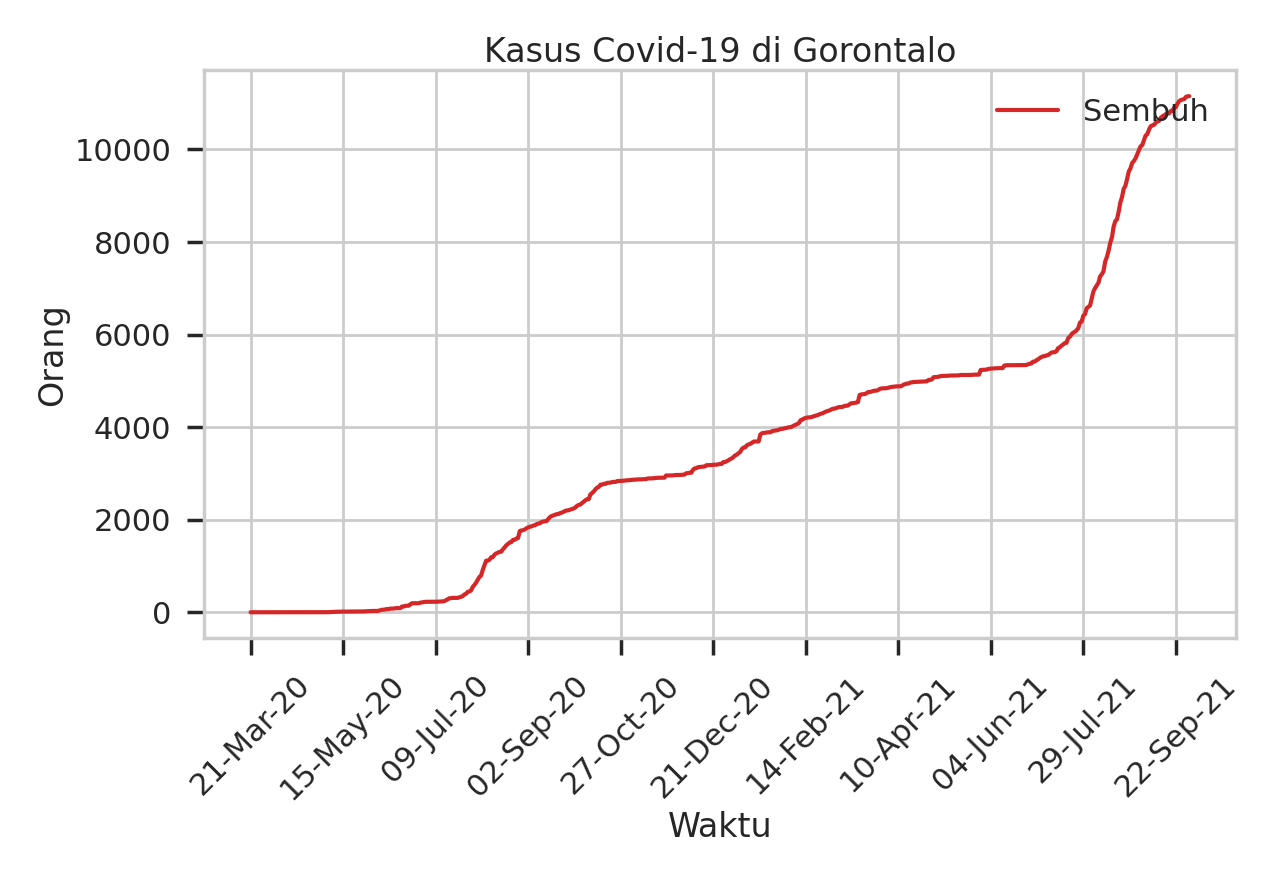 Kasus Covid-19 di Gorontalo
Sembuh
Orang
10000
8000
6000
4000
2000
0
21-Mar-20
15-May-20
09-Jul-20
02-Sep-20
27-Oct-20
21-Dec-20
14-Feb-21
10-Apr-21
04-Jun-21
29-Jul-21
22-Sep-21
Waktu